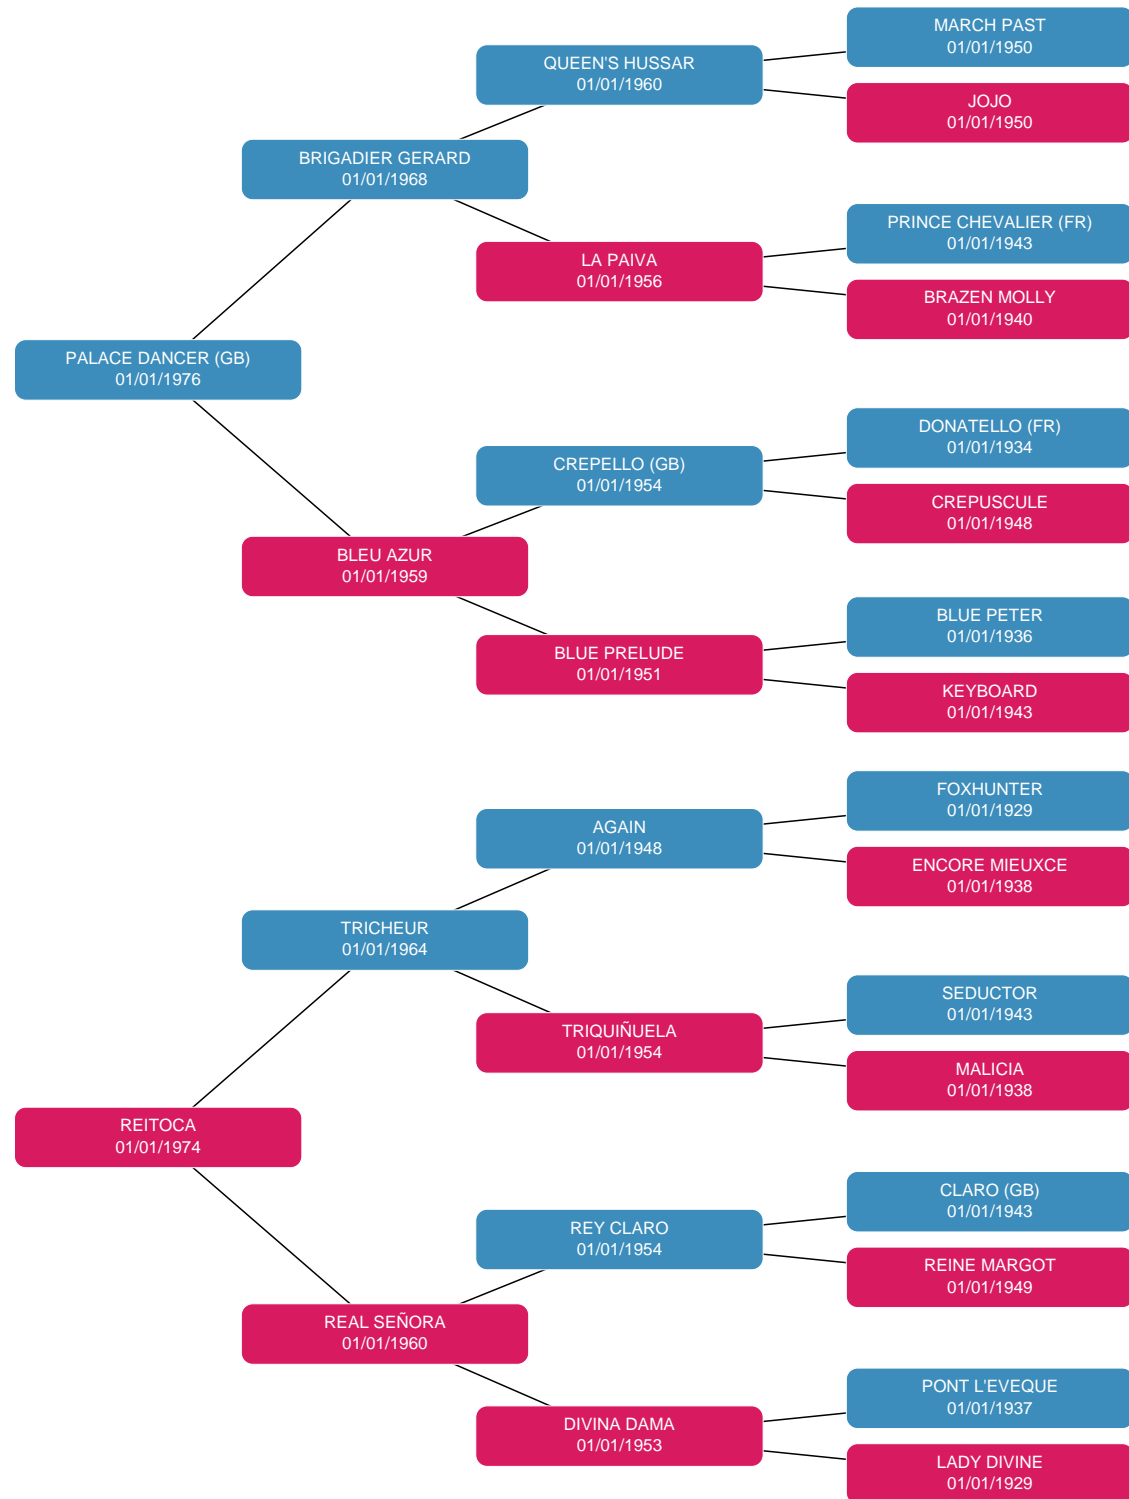 MARCH PAST
01/01/1950
QUEEN'S HUSSAR
01/01/1960
JOJO
01/01/1950
BRIGADIER GERARD
01/01/1968
PRINCE CHEVALIER (FR)
01/01/1943
LA PAIVA
01/01/1956
BRAZEN MOLLY
01/01/1940
PALACE DANCER (GB)
01/01/1976
DONATELLO (FR)
01/01/1934
CREPELLO (GB)
01/01/1954
CREPUSCULE
01/01/1948
BLEU AZUR
01/01/1959
BLUE PETER
01/01/1936
BLUE PRELUDE
01/01/1951
KEYBOARD
01/01/1943
FOXHUNTER
01/01/1929
AGAIN
01/01/1948
ENCORE MIEUXCE
01/01/1938
TRICHEUR
01/01/1964
SEDUCTOR
01/01/1943
TRIQUIÑUELA
01/01/1954
MALICIA
01/01/1938
REITOCA
01/01/1974
CLARO (GB)
01/01/1943
REY CLARO
01/01/1954
REINE MARGOT
01/01/1949
REAL SEÑORA
01/01/1960
PONT L'EVEQUE
01/01/1937
DIVINA DAMA
01/01/1953
LADY DIVINE
01/01/1929